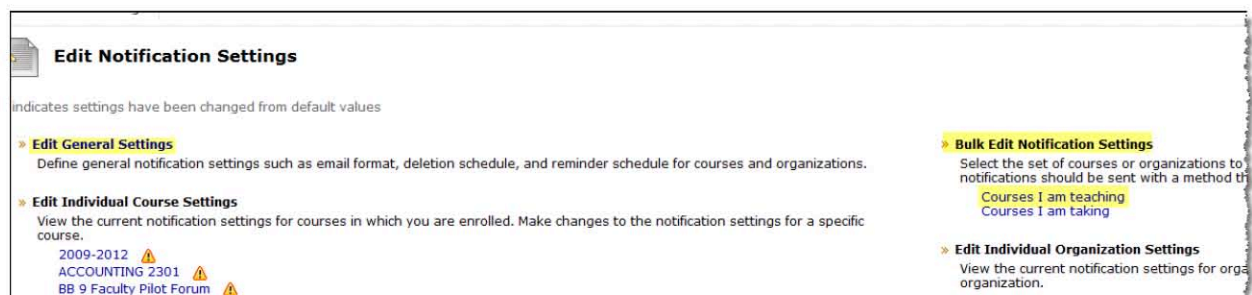 Edit Notification Settings
indicates settings have been changed from default values
» Edit General Settings
Define general notification settings such as email format, deletion schedule, and reminder schedule for courses and organizations.
» Edit Individual Course Settings
View the current notification settings for courses in which you are enrolled. Make changes to the notification settings for a specific
course.
2009-2012
ACCOUNTING 2301
BB 9 Faculty Pilot Forum
» Bulk Edit Notification Settings
Select the set of courses or organizations to
notifications should be sent with a method
Courses I am teaching
Courses I am taking
» Edit Individual Organization Settings
View the current notification settings for
organization.